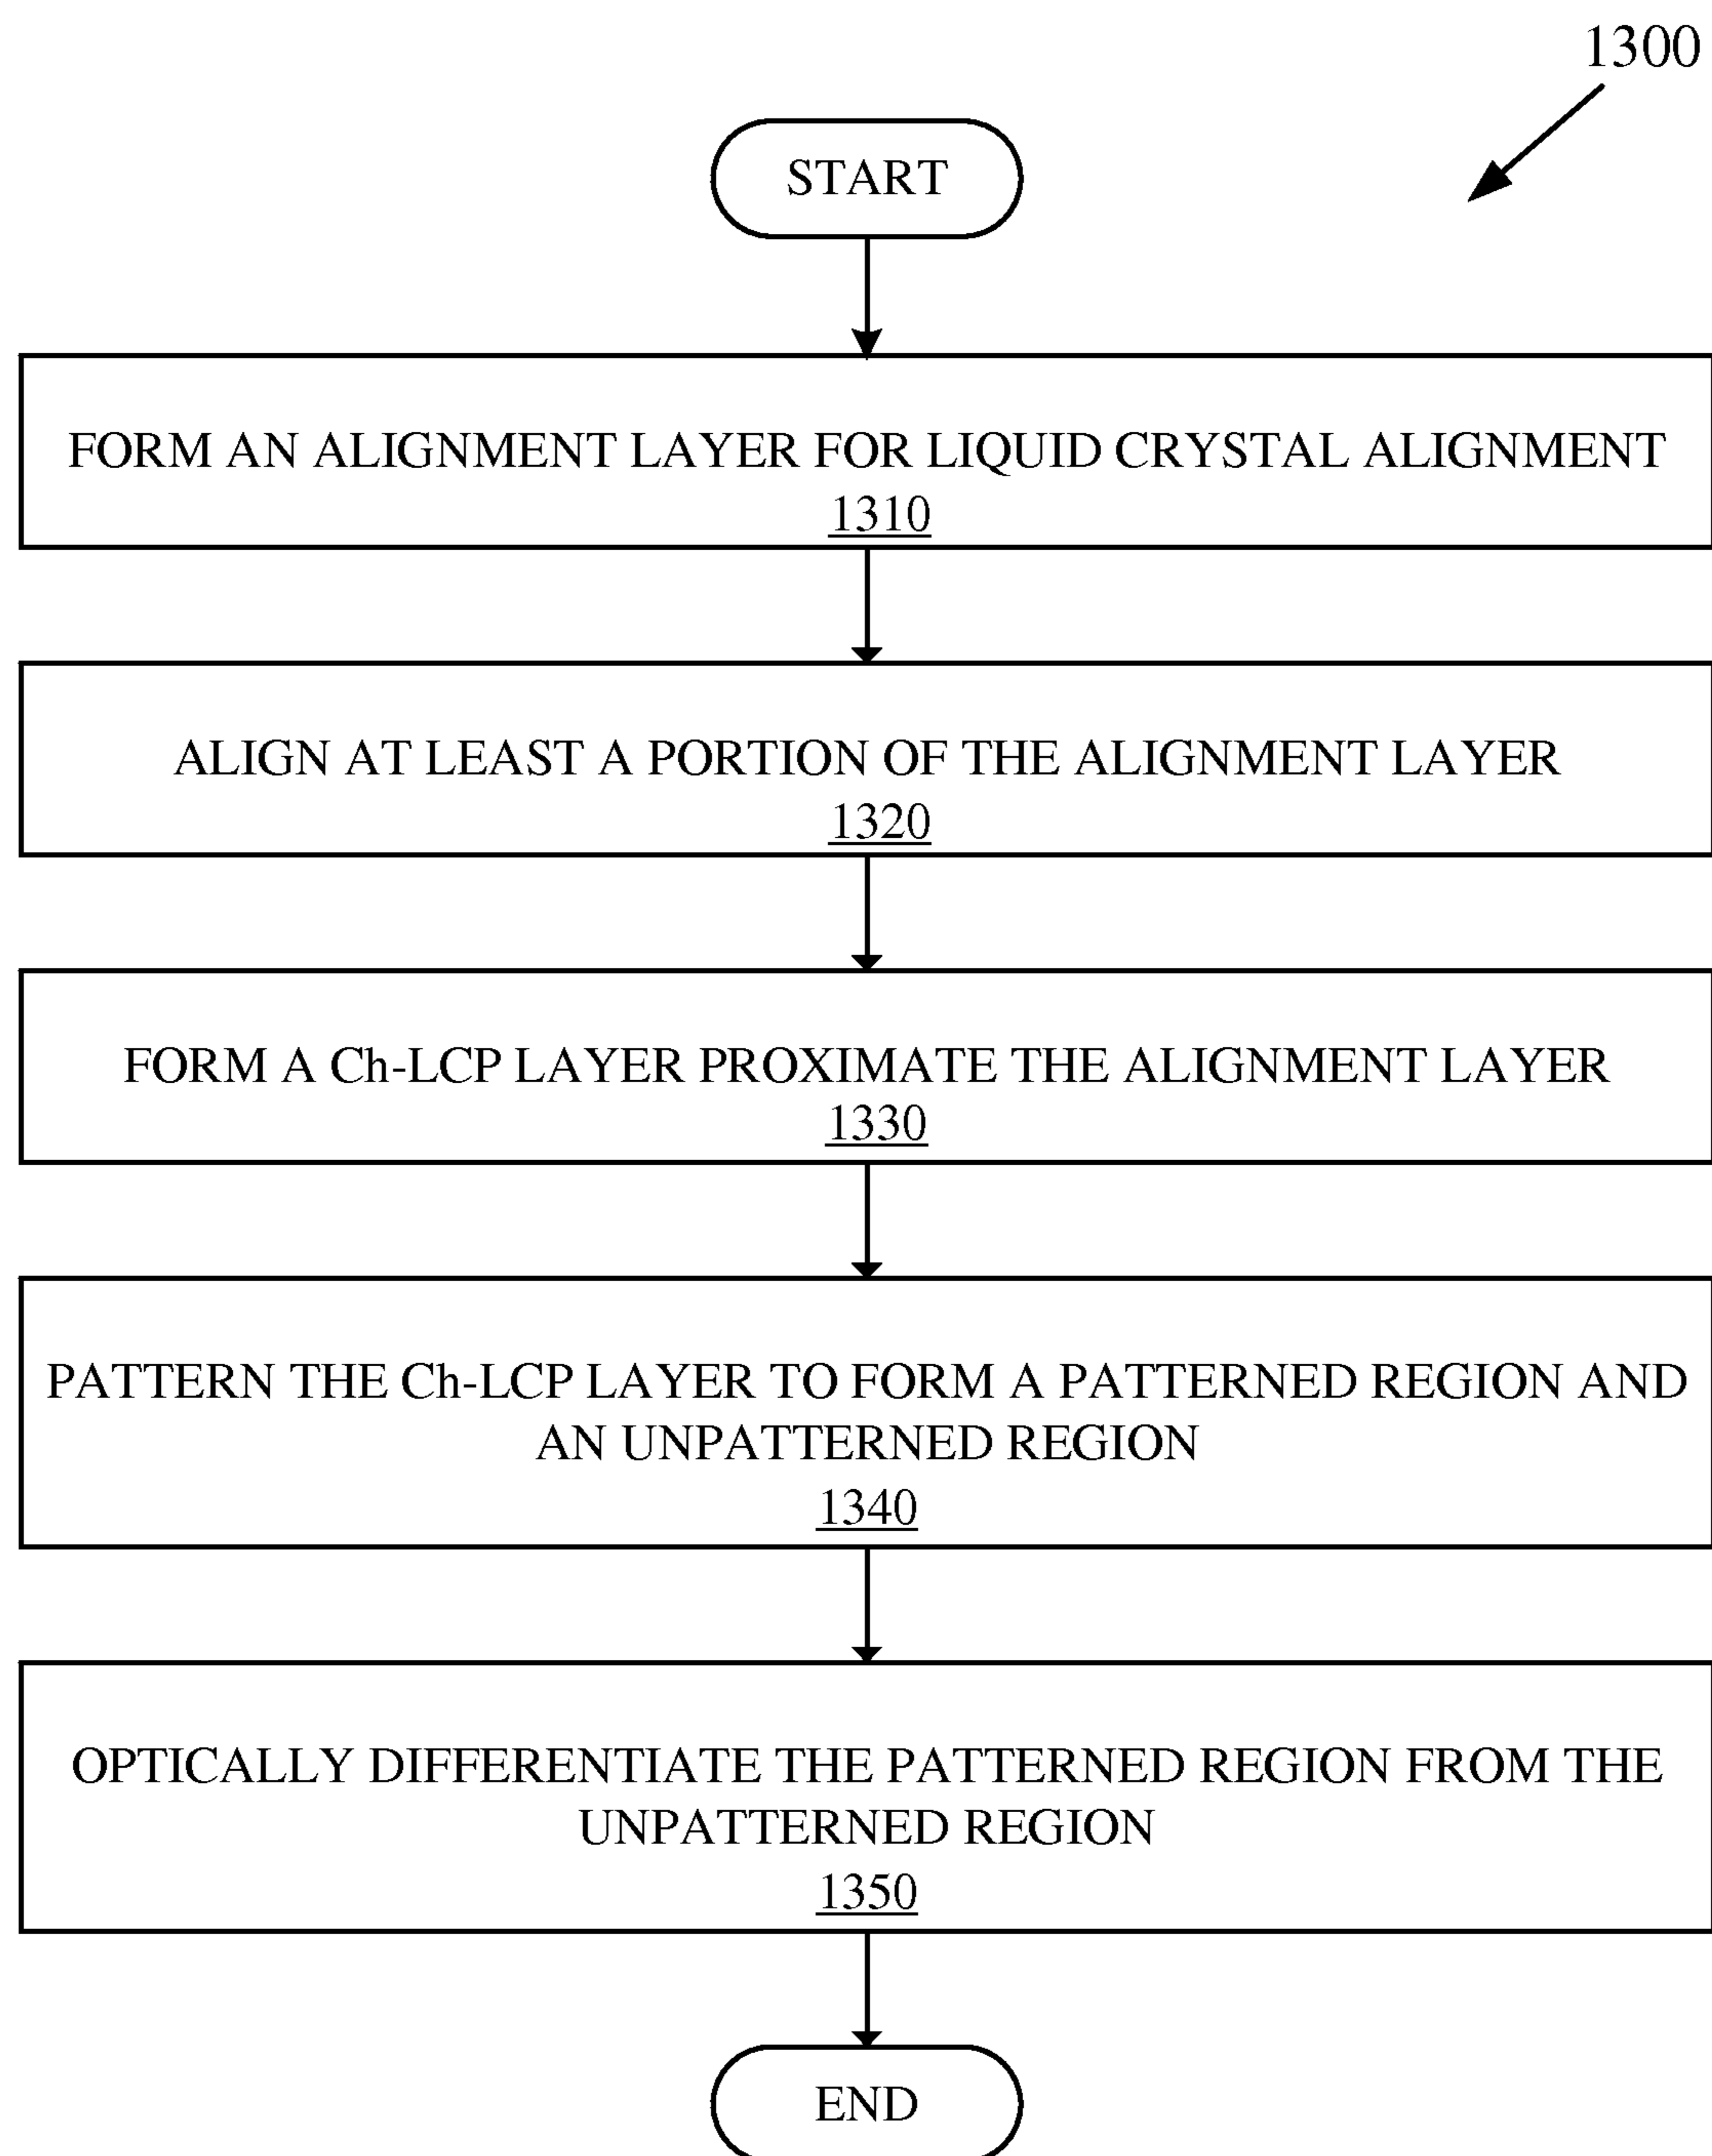 1300
START
FORM AN ALIGNMENT LAYER FOR LIQUID CRYSTAL ALIGNMENT
1310
ALIGN AT LEAST A PORTION OF THE ALIGNMENT LAYER
1320
FORM A Ch-LCP LAYER PROXIMATE THE ALIGNMENT LAYER
1330
PATTERN THE Ch-LCP LAYER TO FORM A PATTERNED REGION AND
AN UNPATTERNED REGION
1340
OPTICALLY DIFFERENTIATE THE PATTERNED REGION FROM THE
UNPATTERNED REGION
1350
END